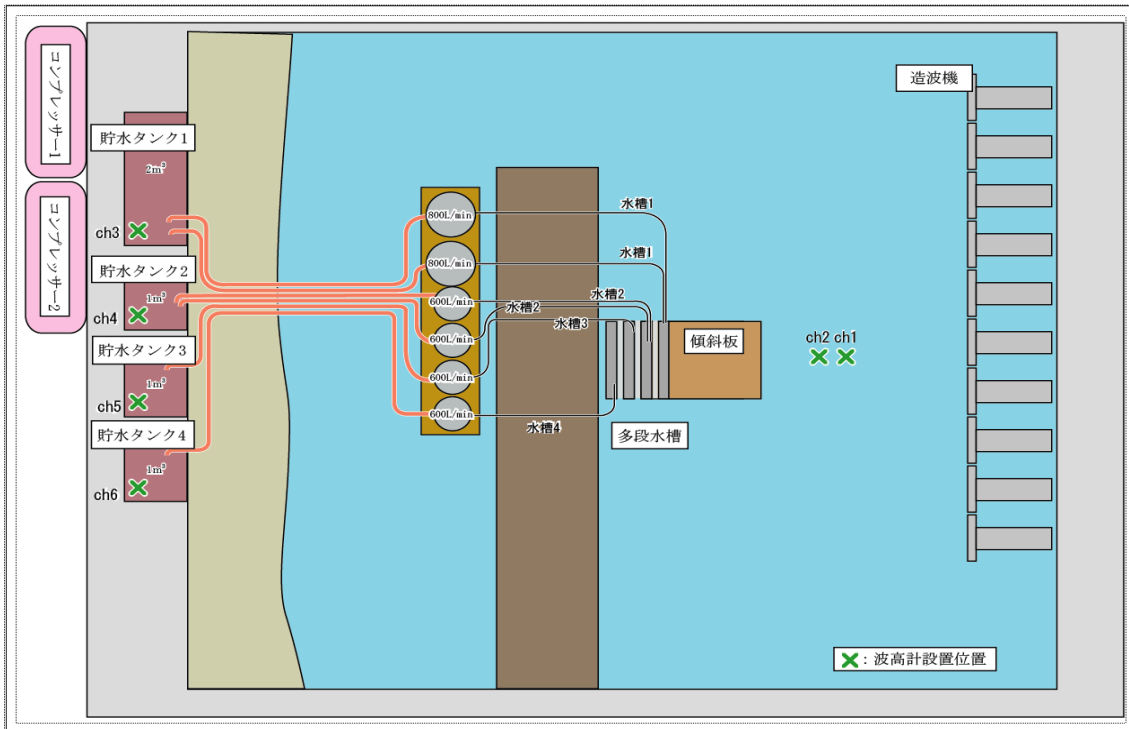 コンプレッサー1
コンプレッサー2
貯水タンク1
2m³
ch3
貯水タンク2
1m³
ch4
貯水タンク3
1m³
ch5
貯水タンク4
1m³
ch6
800L/min
800L/min
600L/min
600L/min
600L/min
600L/min
水槽1
水槽1
水槽2
水槽2
水槽3
水槽4
傾斜板
多段水槽
ch2 ch1
造波機
×：波高計設置位置